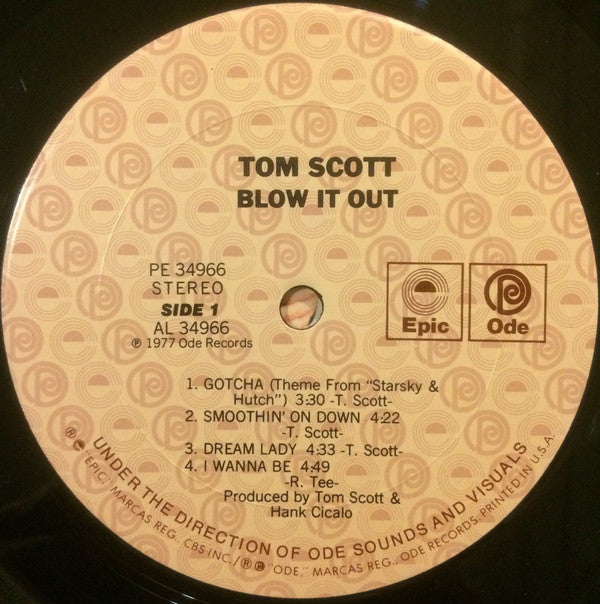 TOM SCOTT
BLOW IT OUT
PE 34966
STEREO
SIDE 1
AL 34966
℗ 1977 Ode Records
Epic
Ode
1. GOTCHA (Theme From "Starsky &
Hutch") 3:30 -T. Scott-
2. SMOOTHIN' ON DOWN 4:22
-T. Scott-
3. DREAM LADY 4:33 -T. Scott-
4. I WANNA BE 4:49
-R. Tee-
Produced by Tom Scott &
Hank Cicalo
UNDER THE DIRECTION OF ODE SOUNDS AND VISUALS
"EPIC," MARCAS REG. CBS INC./® ℗ "ODE," MARCAS REG., ODE RECORDS. PRINTED IN U.S.A.